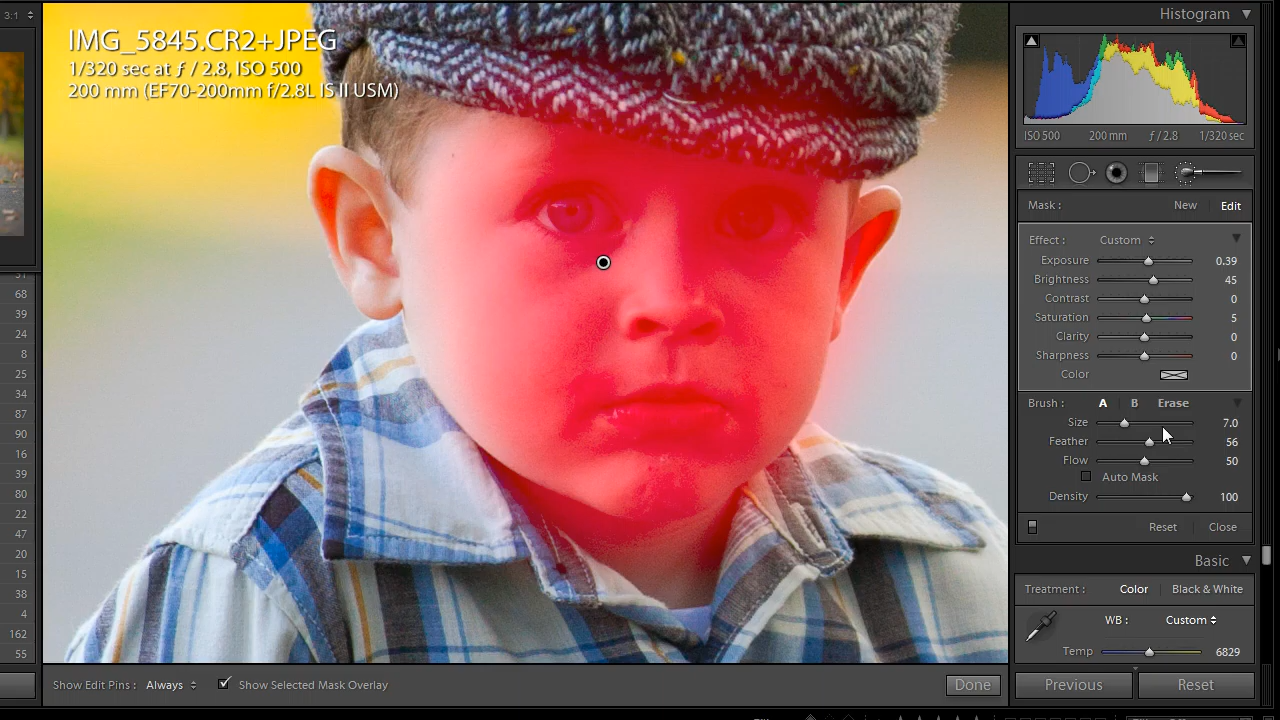 3:1
Histogram
IMG_5845.CR2+JPEG
1/320 sec at ƒ / 2.8, ISO 500
200 mm (EF70-200mm f/2.8L IS II USM)
ISO 500 200 mm ƒ / 2.8 1/320 sec
Mask : New Edit
Effect : Custom
Exposure 0.39
Brightness 45
Contrast 0
Saturation 5
Clarity 0
Sharpness 0
Color
Brush : A B Erase
Size 7.0
Feather 56
Flow 50
Auto Mask
Density 100
Reset Close
Basic
Treatment : Color Black & White
WB : Custom
Temp 6829
Previous Reset
31
68
39
24
8
25
34
87
90
16
39
80
22
47
20
15
38
4
162
55
Show Edit Pins : Always Show Selected Mask Overlay Done